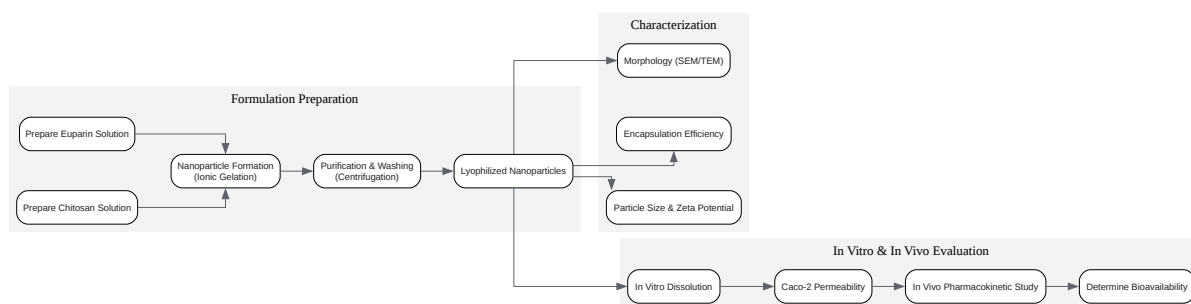 Formulation Preparation
Prepare Euparin Solution
Prepare Chitosan Solution
Nanoparticle Formation
(Ionic Gelation)
Purification & Washing
(Centrifugation)
Lyophilized Nanoparticles
Characterization
Morphology (SEM/TEM)
Encapsulation Efficiency
Particle Size & Zeta Potential
In Vitro & In Vivo Evaluation
In Vitro Dissolution
Caco-2 Permeability
In Vivo Pharmacokinetic Study
Determine Bioavailability